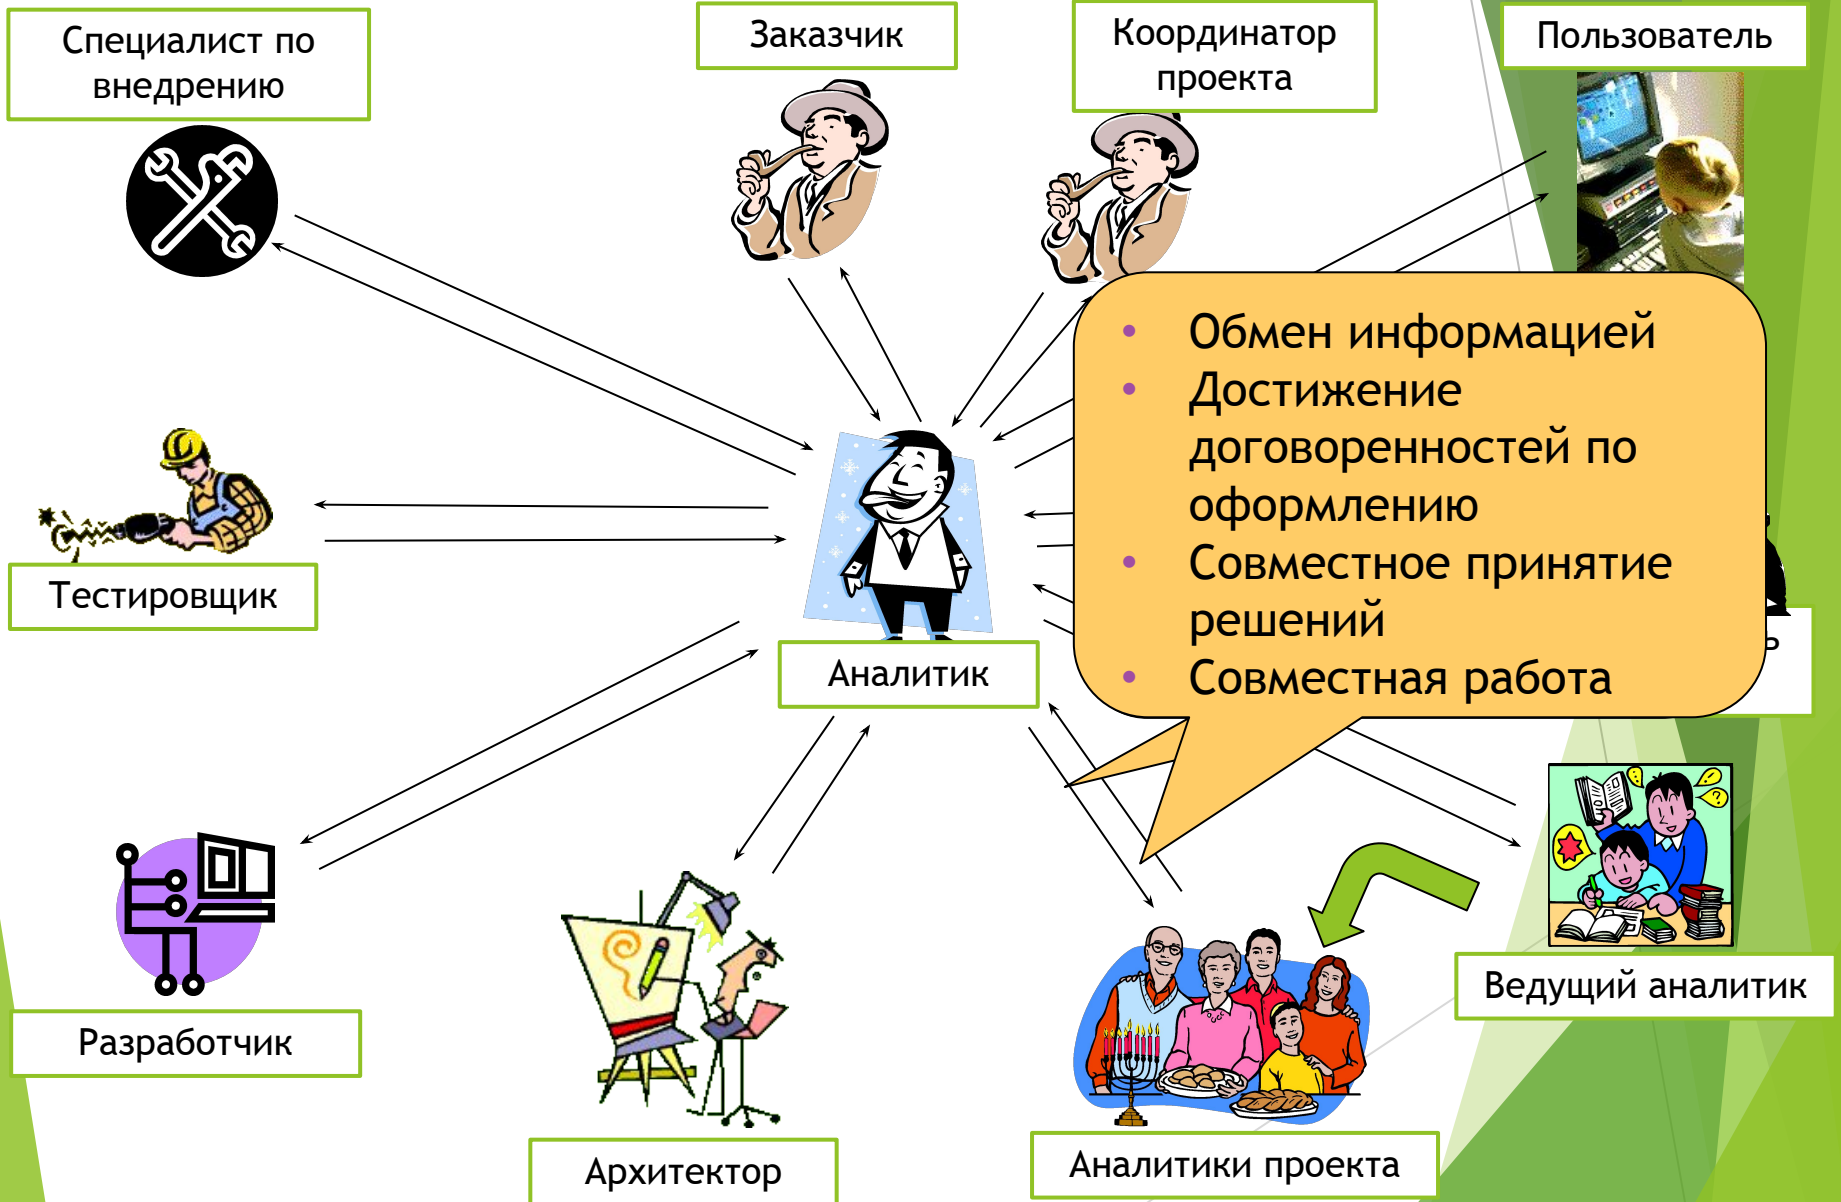 Специалист по
внедрению
Заказчик
Координатор
проекта
Пользователь
• Обмен информацией
• Достижение
договоренностей по
оформлению
• Совместное принятие
решений
• Совместная работа
Тестировщик
Аналитик
Ведущий аналитик
Разработчик
Архитектор
Аналитики проекта